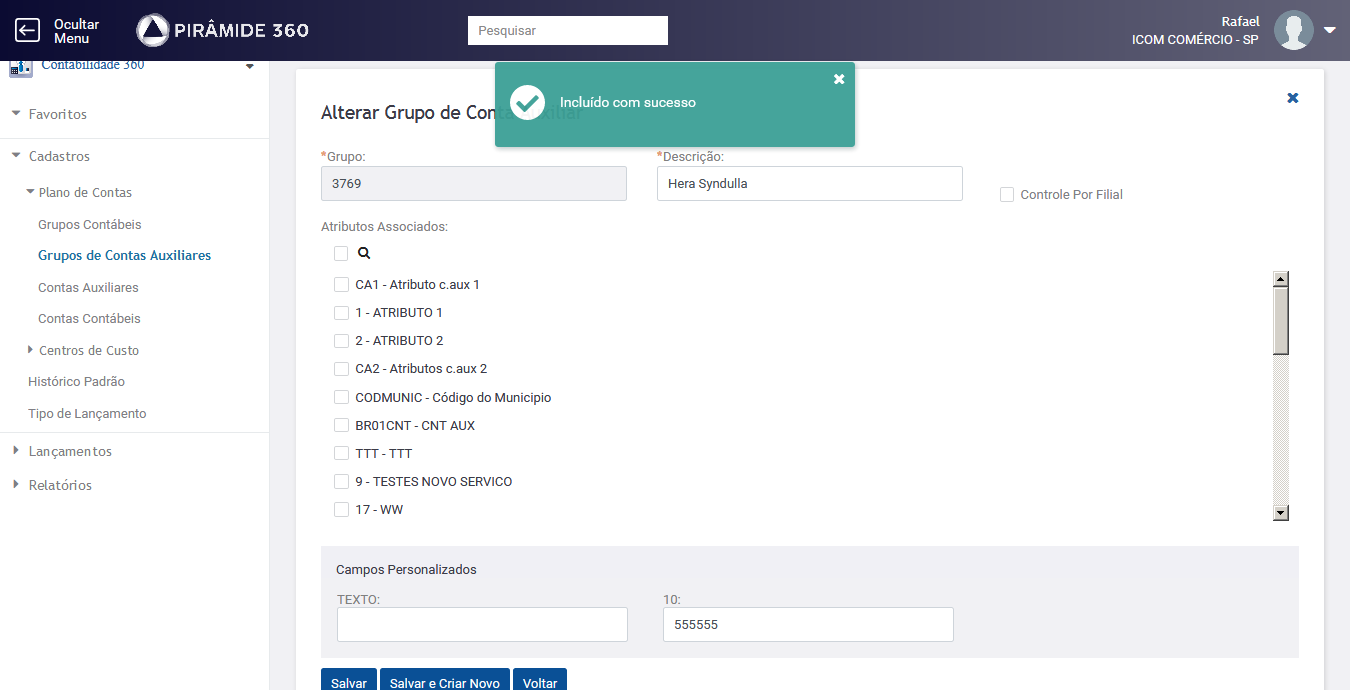 Ocultar
Menu
PIRÂMIDE 360
Pesquisar
Rafael
ICOM COMÉRCIO - SP
Contabilidade 360
Favoritos
Cadastros
Plano de Contas
Grupos Contábeis
Grupos de Contas Auxiliares
Contas Auxiliares
Contas Contábeis
Centros de Custo
Histórico Padrão
Tipo de Lançamento
Lançamentos
Relatórios
Incluído com sucesso
Alterar Grupo de Conta Auxiliar
*Grupo:
3769
*Descrição:
Hera Syndulla
Controle Por Filial
Atributos Associados:
CA1 - Atributo c.aux 1
1 - ATRIBUTO 1
2 - ATRIBUTO 2
CA2 - Atributos c.aux 2
CODMUNIC - Código do Municipio
BR01CNT - CNT AUX
TTT - TTT
9 - TESTES NOVO SERVICO
17 - WW
Campos Personalizados
TEXTO:
10:
555555
Salvar
Salvar e Criar Novo
Voltar